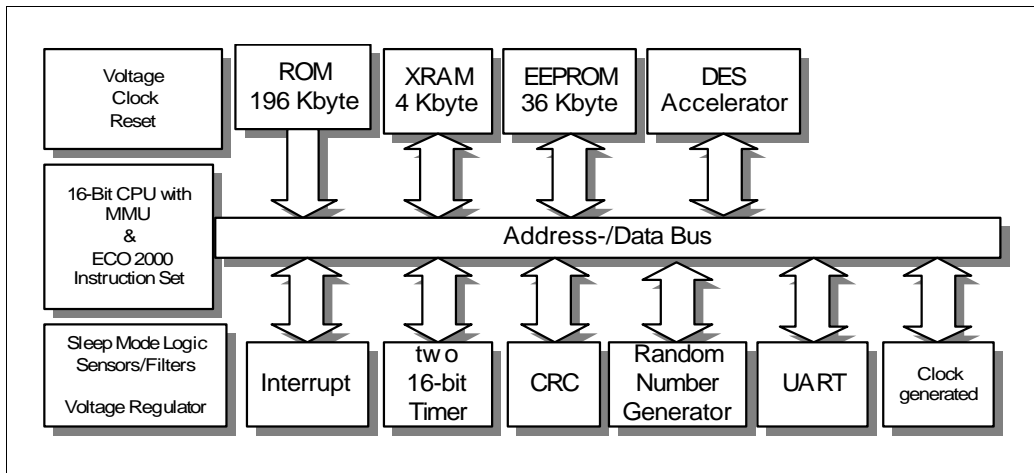 Voltage
Clock
Reset
ROM
196 Kbyte
XRAM
4 Kbyte
EEPROM
36 Kbyte
DES
Accelerator
16-Bit CPU with
MMU
&
ECO 2000
Instruction Set
Address-/Data Bus
Sleep Mode Logic
Sensors/Filters
Voltage Regulator
Interrupt
two
16-bit
Timer
CRC
Random
Number
Generator
UART
Clock
generated